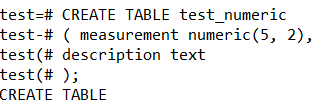 test=# CREATE TABLE test_numeric
test-# ( measurement numeric(5, 2),
test(# description text
test(# );
CREATE TABLE